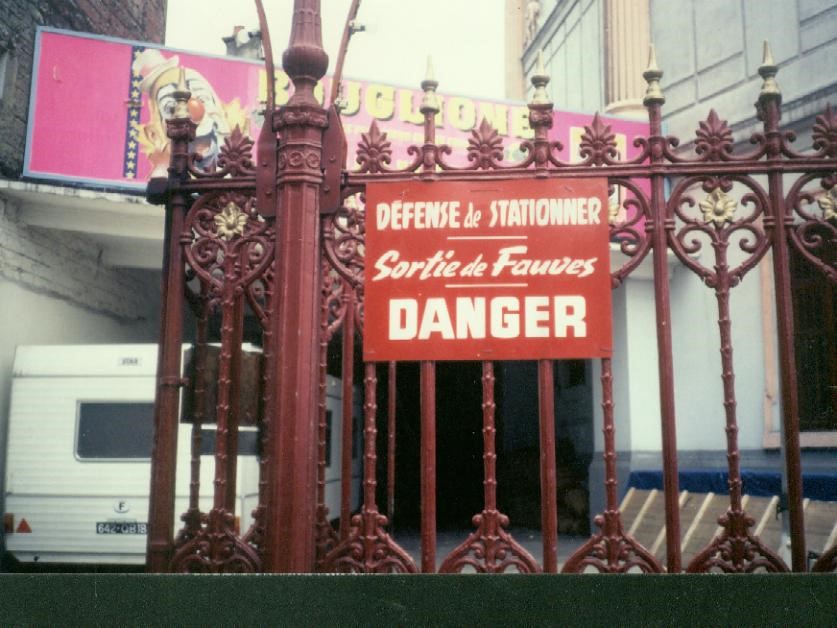 BOUGLIONE
DÉFENSE de STATIONNER
Sortie de Fauves
DANGER
F
642 QB18